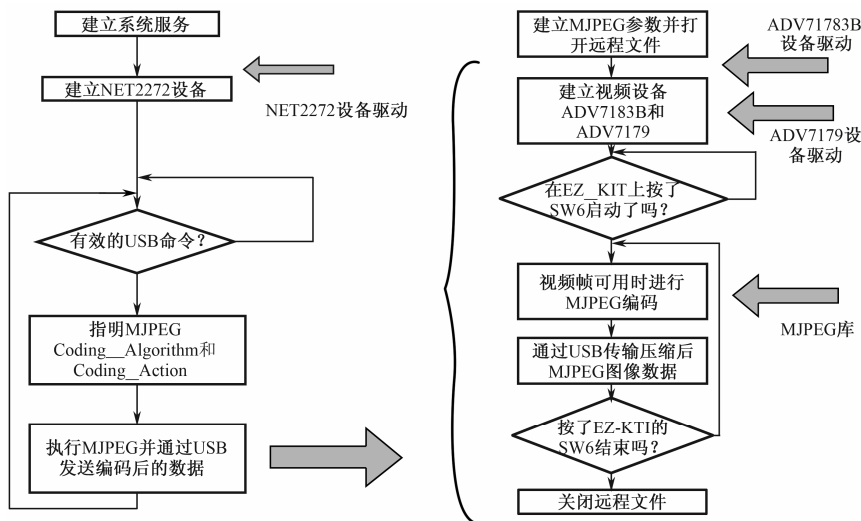 建立系统服务
建立NET2272设备
NET2272设备驱动
有效的USB命令？
指明MJPEG
Coding__Algorithm和
Coding_Action
执行MJPEG并通过USB
发送编码后的数据
建立MJPEG参数并打
开远程文件
ADV71783B
设备驱动
建立视频设备
ADV7183B和
ADV7179
ADV7179设
备驱动
在EZ_KIT上按了
SW6启动了吗？
视频帧可用时进行
MJPEG编码
MJPEG库
通过USB传输压缩后
MJPEG图像数据
按了EZ-KTI的
SW6结束吗？
关闭远程文件